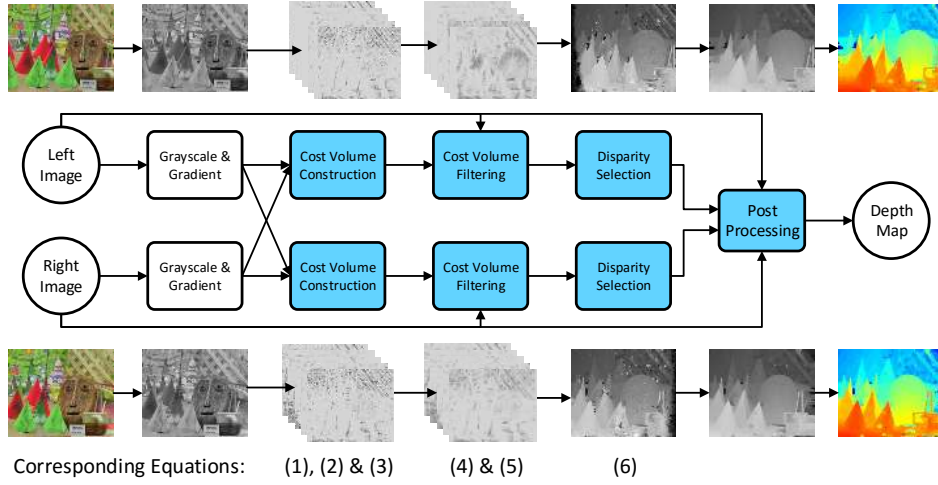 Left
Image
Grayscale &
Gradient
Cost Volume
Construction
Cost Volume
Filtering
Disparity
Selection
Post
Processing
Depth
Map
Right
Image
Grayscale &
Gradient
Cost Volume
Construction
Cost Volume
Filtering
Disparity
Selection
Corresponding Equations: (1), (2) & (3) (4) & (5) (6)